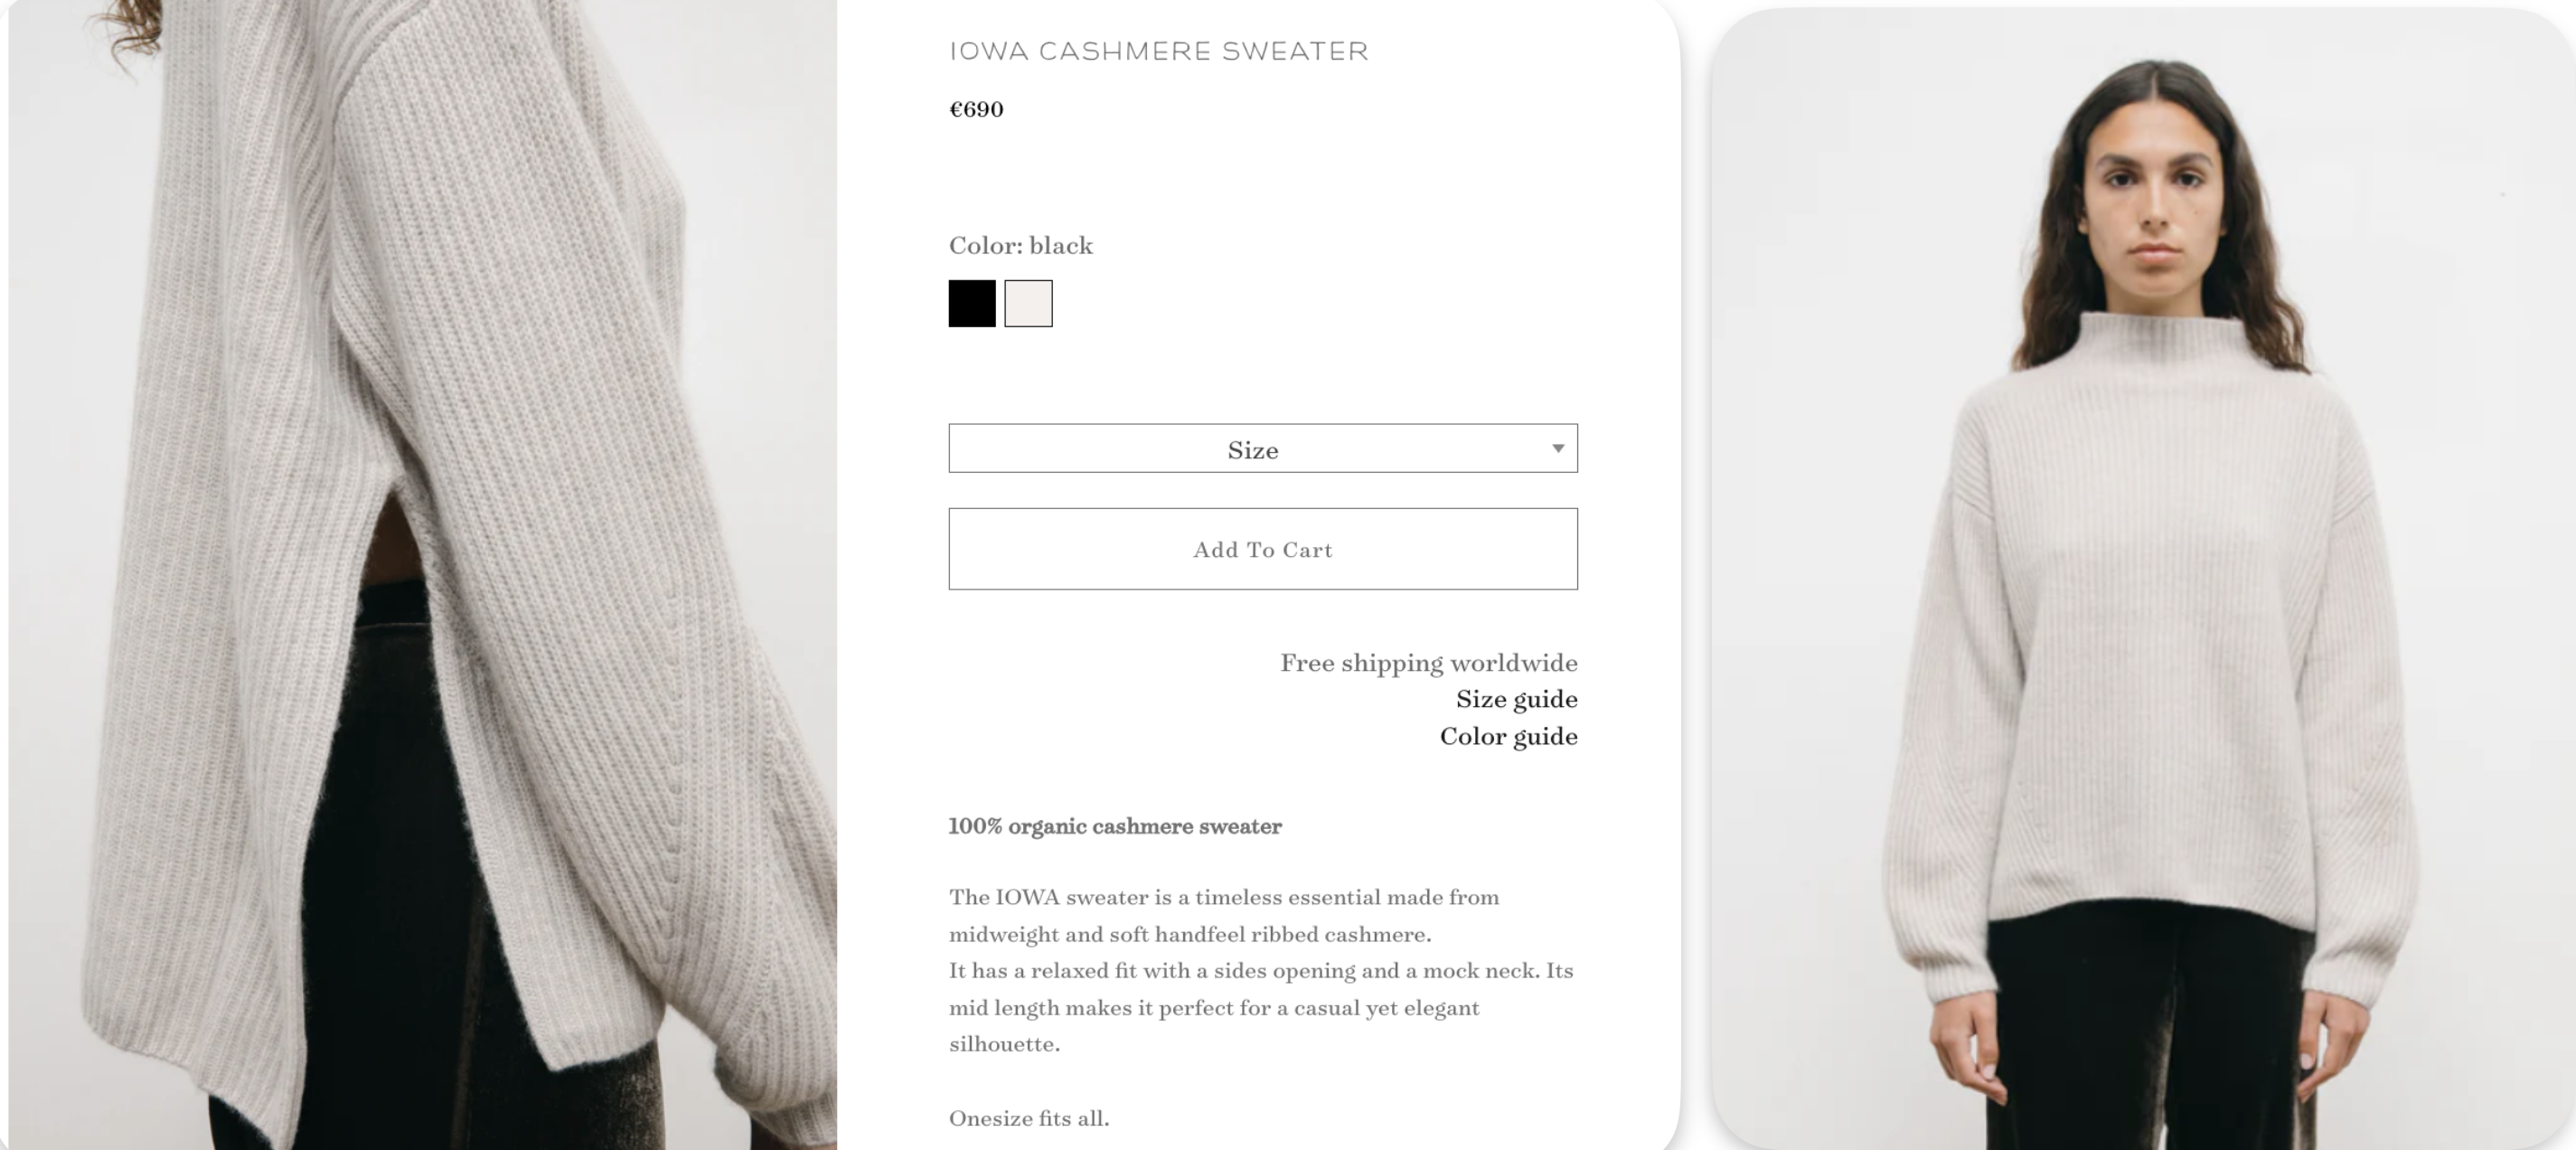 IOWA CASHMERE SWEATER
€690
Color: black
Size
Add To Cart
Free shipping worldwide
Size guide
Color guide
100% organic cashmere sweater
The IOWA sweater is a timeless essential made from
midweight and soft handfeel ribbed cashmere.
It has a relaxed fit with a sides opening and a mock neck. Its
mid length makes it perfect for a casual yet elegant
silhouette.
Onesize fits all.